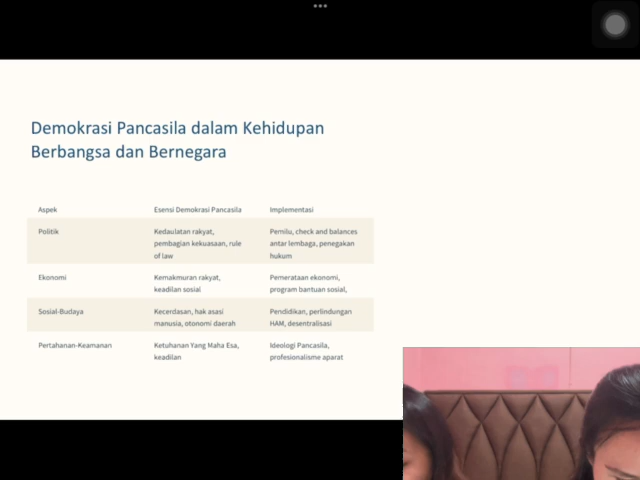 Demokrasi Pancasila dalam Kehidupan
Berbangsa dan Bernegara
Aspek Esensi Demokrasi Pancasila Implementasi
Politik Kedaulatan rakyat, Pemilu, check and balances
pembagian kekuasaan, rule antar lembaga, penegakan
of law hukum
Ekonomi Kemakmuran rakyat, Pemerataan ekonomi,
keadilan sosial program bantuan sosial,
Sosial-Budaya Kecerdasan, hak asasi Pendidikan, perlindungan
manusia, otonomi daerah HAM, desentralisasi
Pertahanan-Keamanan Ketuhanan Yang Maha Esa, Ideologi Pancasila,
keadilan profesionalisme aparat